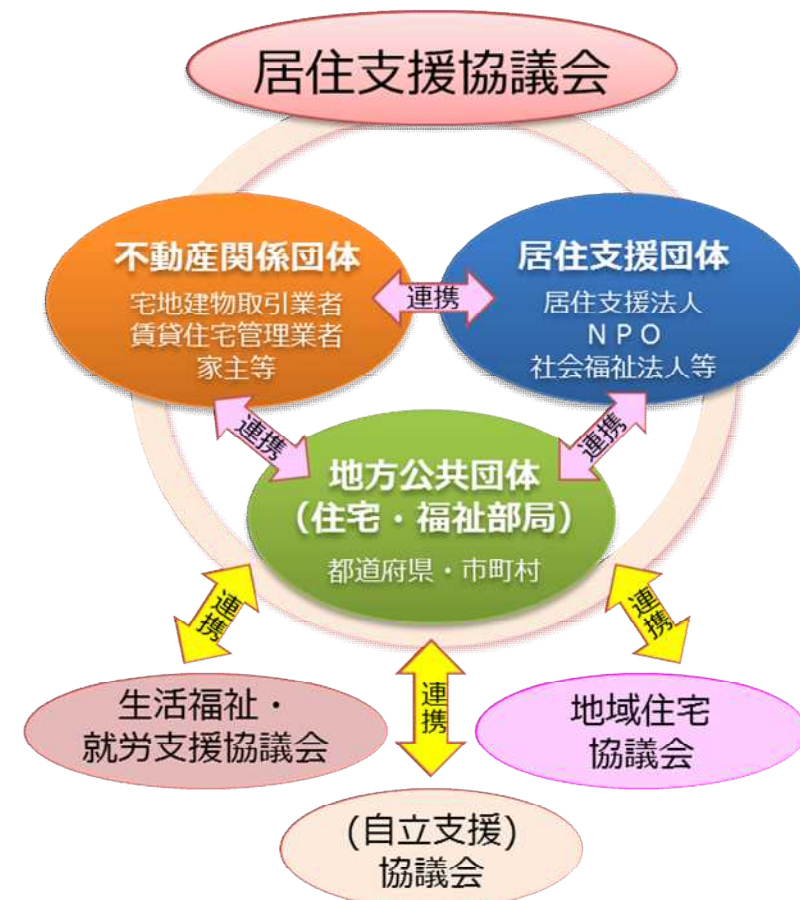 居住支援協議会
不動産関係団体
宅地建物取引業者
賃貸住宅管理業者
家主等
連携
居住支援団体
居住支援法人
ＮＰＯ
社会福祉法人等
連携
連携
地方公共団体
（住宅・福祉部局）
都道府県・市町村
連携
連携
連携
生活福祉・
就労支援協議会
地域住宅
協議会
(自立支援)
協議会